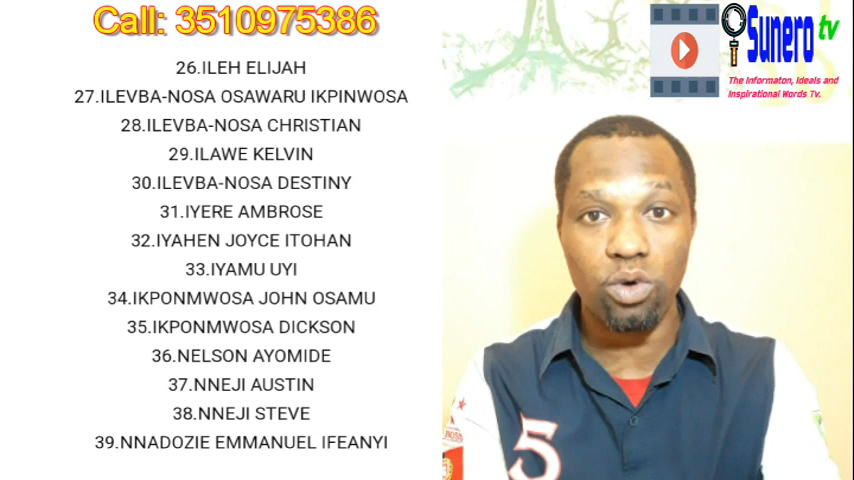 Call: 3510975386
26.ILEH ELIJAH
27.ILEVBA-NOSA OSAWARU IKPINWOSA
28.ILEVBA-NOSA CHRISTIAN
29.ILAWE KELVIN
30.ILEVBA-NOSA DESTINY
31.IYERE AMBROSE
32.IYAHEN JOYCE ITOHAN
33.IYAMU UYI
34.IKPONMWOSA JOHN OSAMU
35.IKPONMWOSA DICKSON
36.NELSON AYOMIDE
37.NNEJI AUSTIN
38.NNEJI STEVE
39.NNADOZIE EMMANUEL IFEANYI
Sunero tv
The Informaton, Ideals and
Inspirational Words Tv.
5